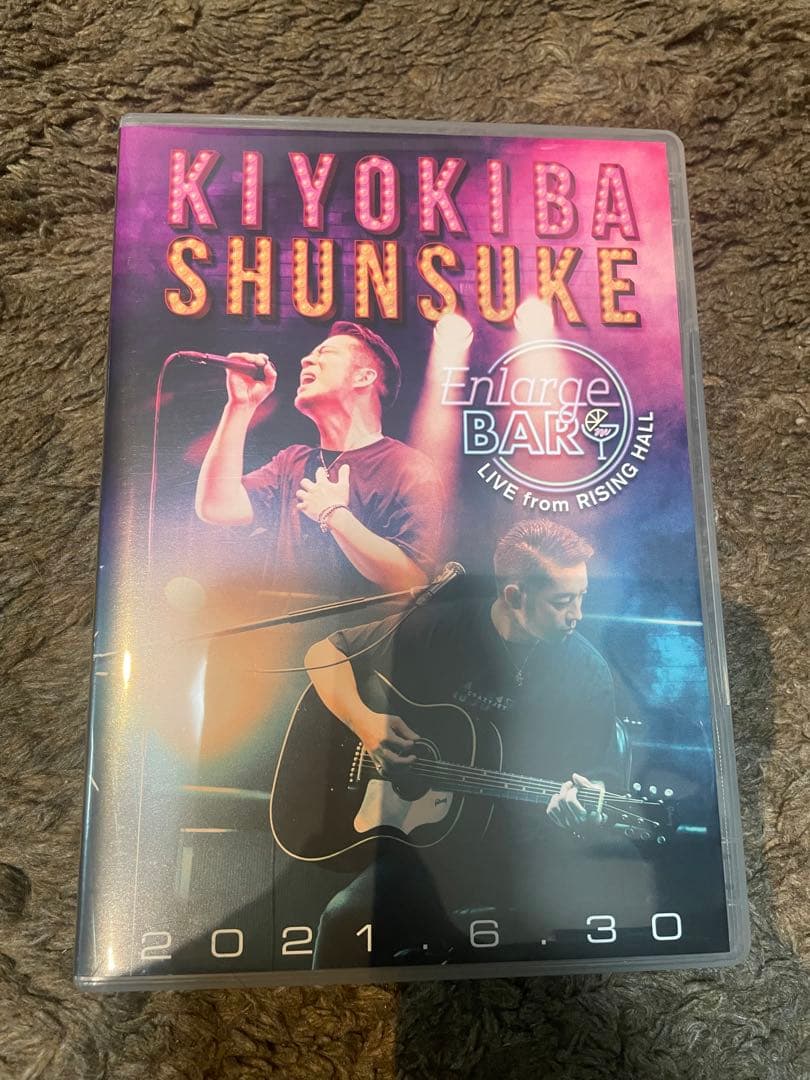 KIYOKIBA
SHUNSUKE
Enlarge
BAR
LIVE from RISING HALL
2021.6.30